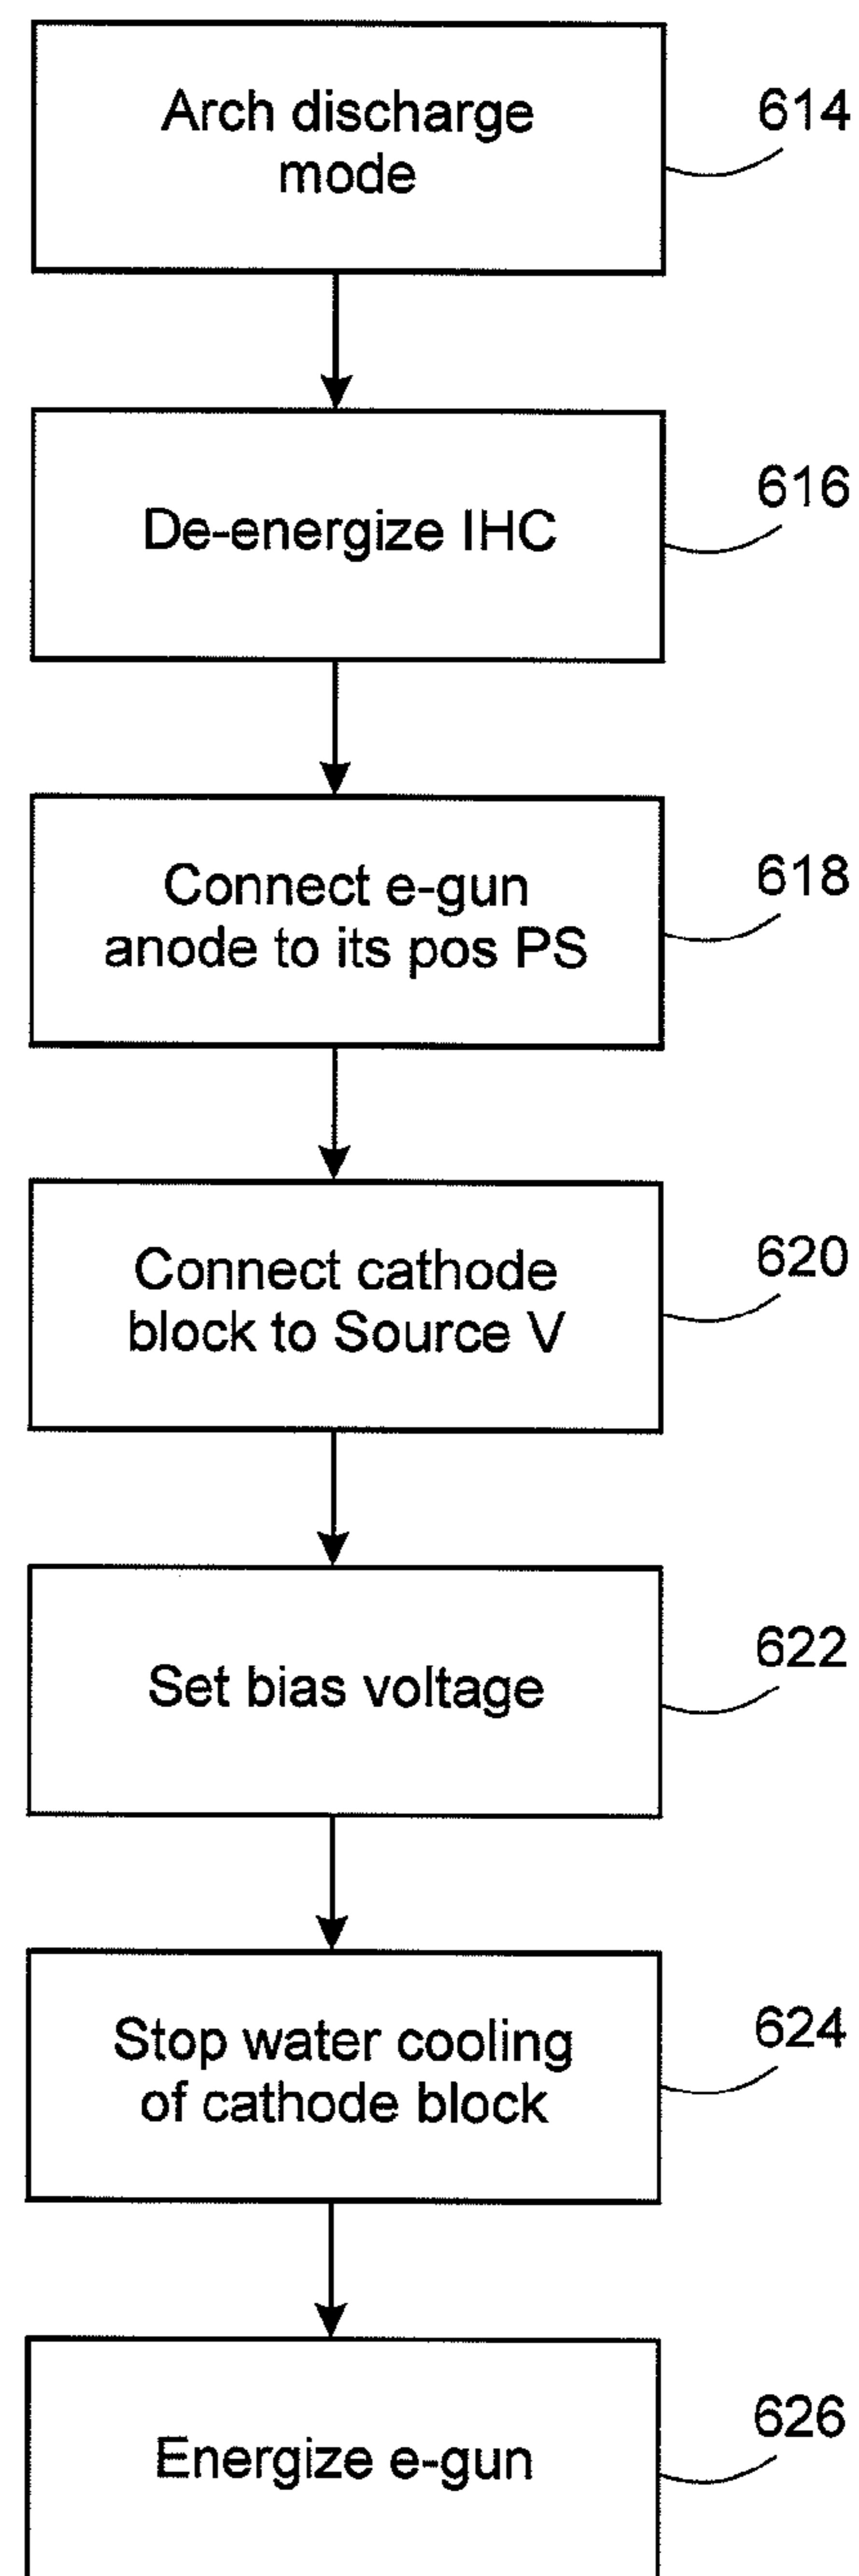 Arch discharge
mode
614
De-energize IHC
616
Connect e-gun
anode to its pos PS
618
Connect cathode
block to Source V
620
Set bias voltage
622
Stop water cooling
of cathode block
624
Energize e-gun
626